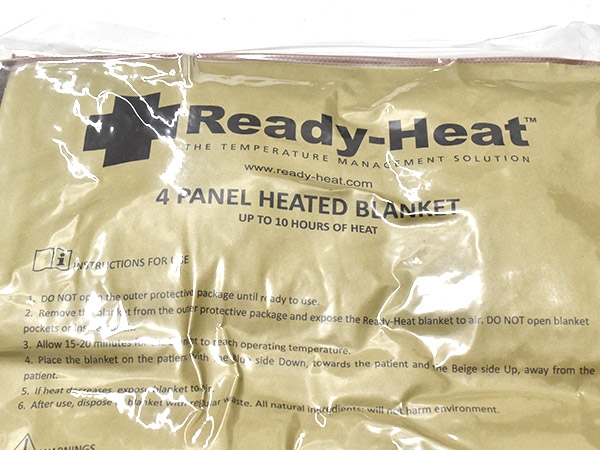 Ready-Heat™
THE TEMPERATURE MANAGEMENT SOLUTION
www.ready-heat.com
4 PANEL HEATED BLANKET
UP TO 10 HOURS OF HEAT
INSTRUCTIONS FOR USE
1. DO NOT open the outer protective package until ready to use.
2. Remove the blanket from the outer protective package and expose the Ready-Heat blanket to air. DO NOT open blanket
pockets or
3. Allow 15-20 minutes for the blanket to reach operating temperature.
4. Place the blanket on the patient with the Blue side Down, towards the patient and the Beige side Up, away from the
patient.
5. If heat decreases, expose blanket to air.
6. After use, dispose blanket with regular waste. All natural ingredients; will not harm environment.
WARNINGS